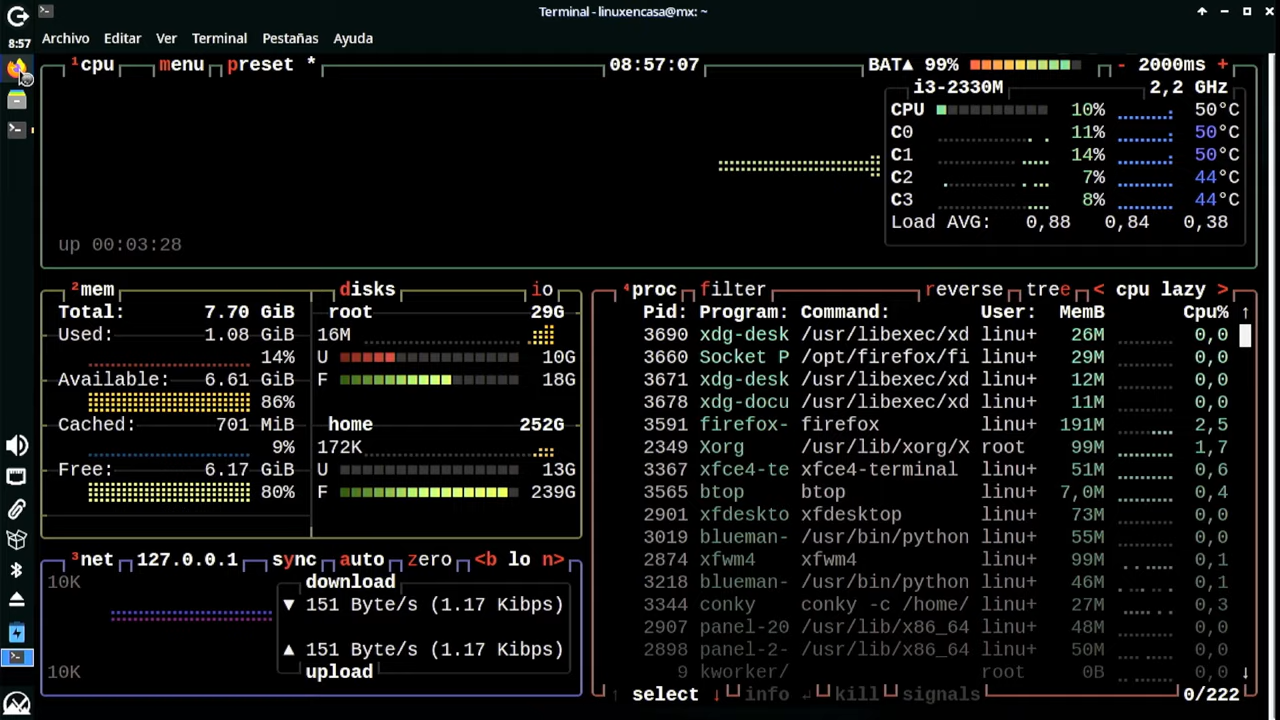 Terminal - linuxencasa@mx: ~
8:57
Archivo Editar Ver Terminal Pestañas Ayuda
¹cpu menu preset * 08:57:07 BAT▲ 99% - 2000ms +
i3-2330M 2,2 GHz
CPU 10% 50°C
C0 11% 50°C
C1 14% 50°C
C2 7% 44°C
C3 8% 44°C
Load AVG: 0,88 0,84 0,38
up 00:03:28
²mem
Total: 7.70 GiB
Used: 1.08 GiB
14%
Available: 6.61 GiB
86%
Cached: 701 MiB
9%
Free: 6.17 GiB
80%
disks io
root 29G
16M
U 10G
F 18G
home 252G
172K
U 13G
F 239G
³net 127.0.0.1 sync auto zero <b lo n>
10K
download
▼ 151 Byte/s (1.17 Kibps)
▲ 151 Byte/s (1.17 Kibps)
10K
upload
⁴proc filter reverse tree < cpu lazy >
Pid: Program: Command: User: MemB Cpu% ↑
3690 xdg-desk /usr/libexec/xd linu+ 26M 0,0
3660 Socket P /opt/firefox/fi linu+ 29M 0,0
3671 xdg-desk /usr/libexec/xd linu+ 12M 0,0
3678 xdg-docu /usr/libexec/xd linu+ 11M 0,0
3591 firefox- firefox linu+ 191M 2,5
2349 Xorg /usr/lib/xorg/X root 99M 1,7
3367 xfce4-te xfce4-terminal linu+ 51M 0,6
3565 btop btop linu+ 7,0M 0,4
2901 xfdeskto xfdesktop linu+ 73M 0,0
3019 blueman- /usr/bin/python linu+ 55M 0,0
2874 xfwm4 xfwm4 linu+ 99M 0,1
3218 blueman- /usr/bin/python linu+ 46M 0,1
3344 conky conky -c /home/ linu+ 27M 0,3
2907 panel-20 /usr/lib/x86_64 linu+ 48M 0,0
2898 panel-2- /usr/lib/x86_64 linu+ 50M 0,0
9 kworker/ root 0B 0,0 ↓
↑ select ↓ info ↵ kill signals 0/222